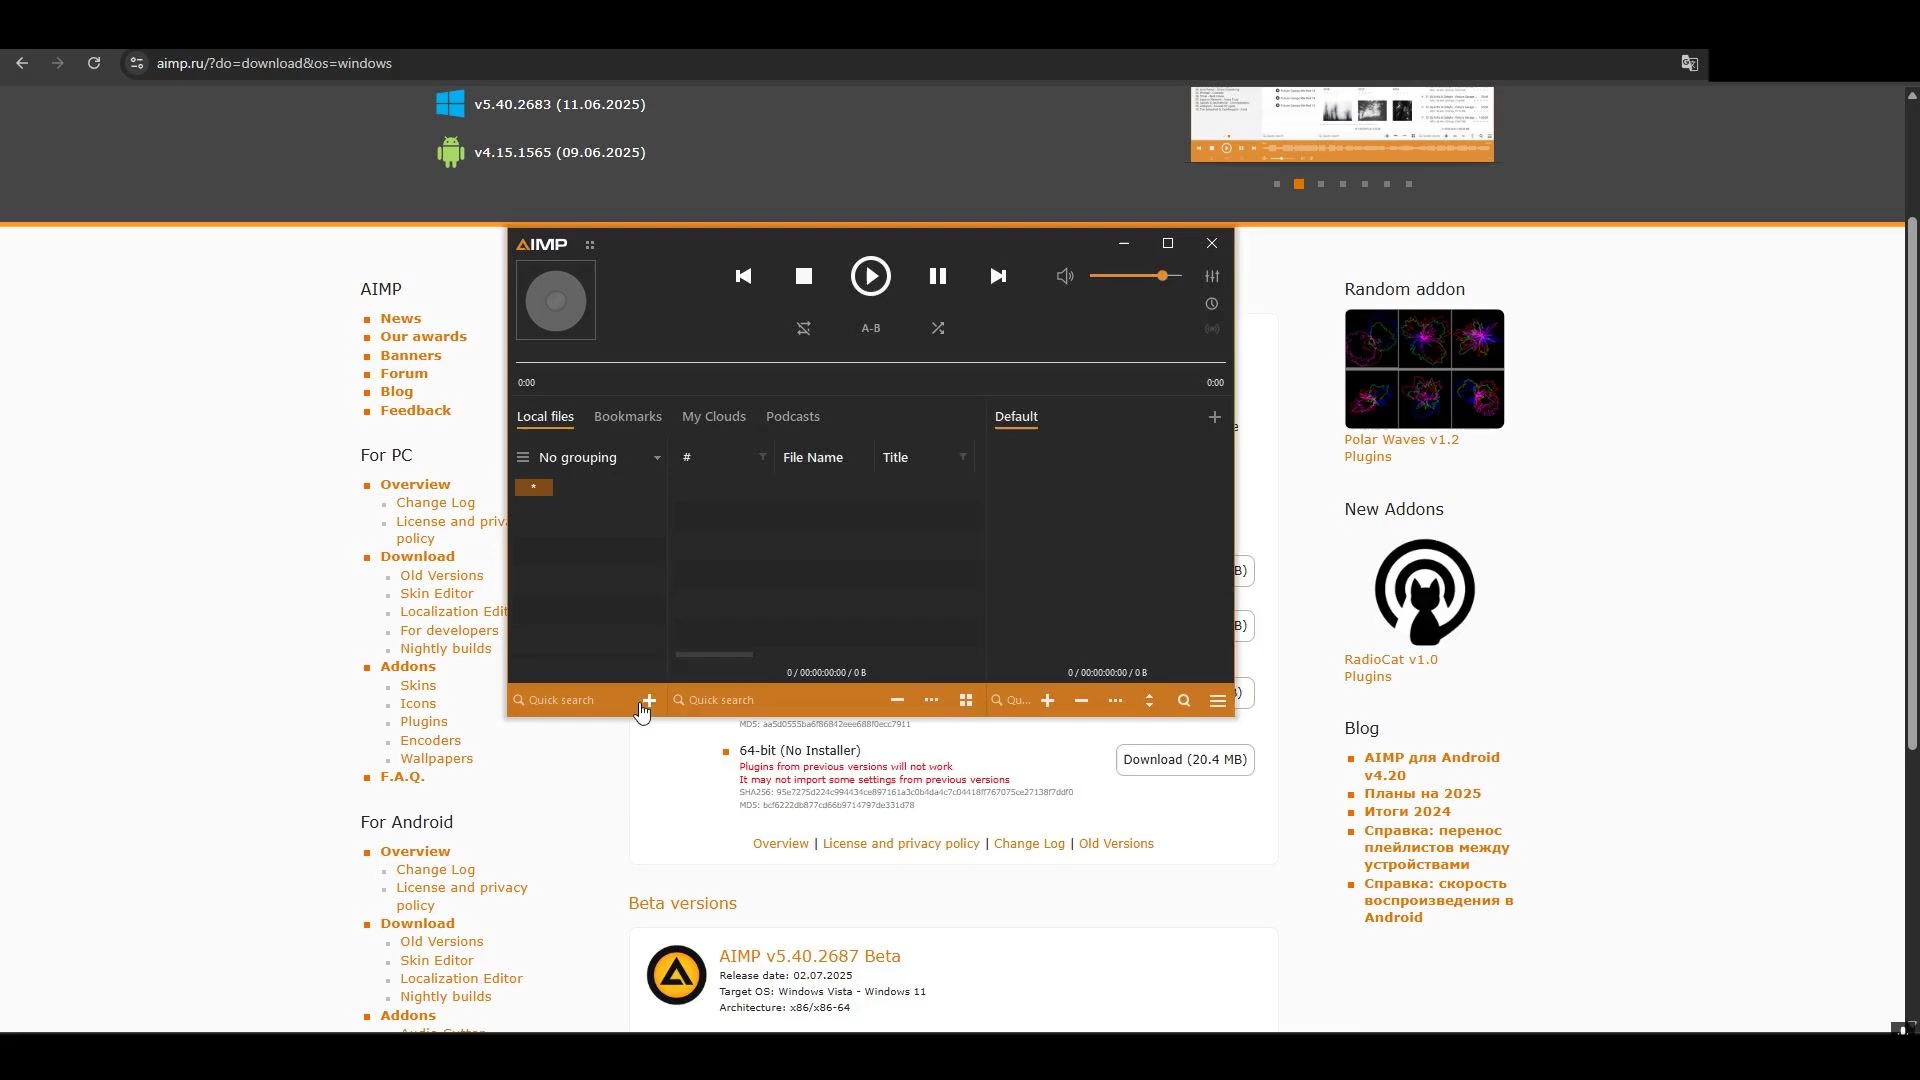 aimp.ru/?do=download&os=windows
v5.40.2683 (11.06.2025)
v4.15.1565 (09.06.2025)
AIMP
News
Our awards
Banners
Forum
Blog
Feedback
For PC
Overview
Change Log
License and priv
policy
Download
Old Versions
Skin Editor
Localization Edit
For developers
Nightly builds
Addons
Skins
Icons
Plugins
Encoders
Wallpapers
F.A.Q.
For Android
Overview
Change Log
License and privacy
policy
Download
Old Versions
Skin Editor
Localization Editor
Nightly builds
Addons
AIMP
A-B
0:00
0:00
Local files
Bookmarks
My Clouds
Podcasts
Default
No grouping
#
File Name
Title
*
0 / 00:00:00:00 / 0 B
0 / 00:00:00:00 / 0 B
Quick search
Quick search
Qu...
e
B)
B)
)
MD5: aa5d0555ba6f86842eee688f0ecc7911
64-bit (No Installer)
Plugins from previous versions will not work
It may not import some settings from previous versions
SHA256: 95e7275d224c994434ce897161a3c0b4da4c7c04418ff767075ce27138f7ddf0
MD5: bcf6222db877cd66b9714797de331d78
Download (20.4 MB)
Overview | License and privacy policy | Change Log | Old Versions
Beta versions
AIMP v5.40.2687 Beta
Release date: 02.07.2025
Target OS: Windows Vista - Windows 11
Architecture: x86/x86-64
Random addon
Polar Waves v1.2
Plugins
New Addons
RadioCat v1.0
Plugins
Blog
AIMP для Android
v4.20
Планы на 2025
Итоги 2024
Справка: перенос
плейлистов между
устройствами
Справка: скорость
воспроизведения в
Android